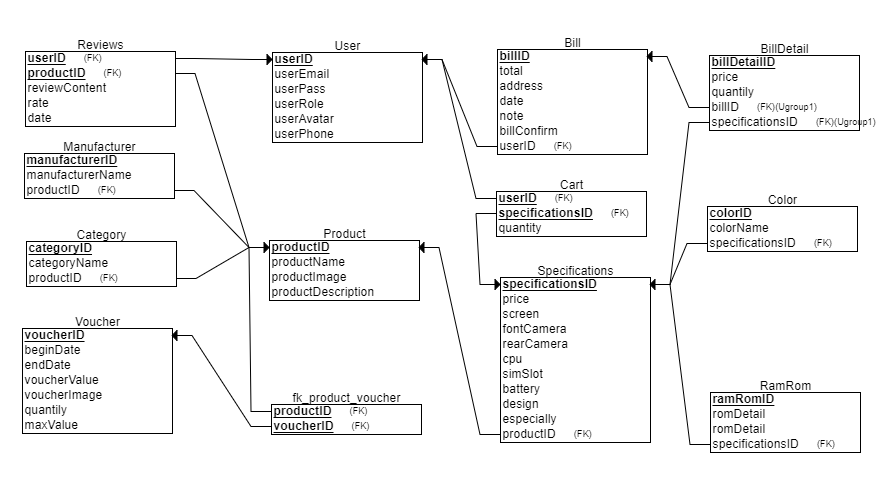 Reviews
userID (FK)
productID (FK)
reviewContent
rate
date
User
userID
userEmail
userPass
userRole
userAvatar
userPhone
Bill
billID
total
address
date
note
billConfirm
userID (FK)
BillDetail
billDetailID
price
quantity
billID (FK)(Ugroup1)
specificationsID (FK)(Ugroup1)
Manufacturer
manufacturerID
manufacturerName
productID (FK)
Cart
userID (FK)
specificationsID (FK)
quantity
Color
colorID
colorName
specificationsID (FK)
Category
categoryID
categoryName
productID (FK)
Product
productID
productName
productImage
productDescription
Specifications
specificationsID
price
screen
fontCamera
rearCamera
cpu
simSlot
battery
design
especially
productID (FK)
Voucher
voucherID
beginDate
endDate
voucherValue
voucherImage
quantily
maxValue
fk_product_voucher
productID (FK)
voucherID (FK)
RamRom
ramRomID
romDetail
romDetail
specificationsID (FK)